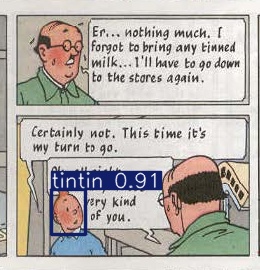 Er... nothing much. I
forgot to bring any tinned
milk... I'll have to go down
to the stores again.
Certainly not. This time it's
my turn to go.
tintin 0.91
very kind
of you.